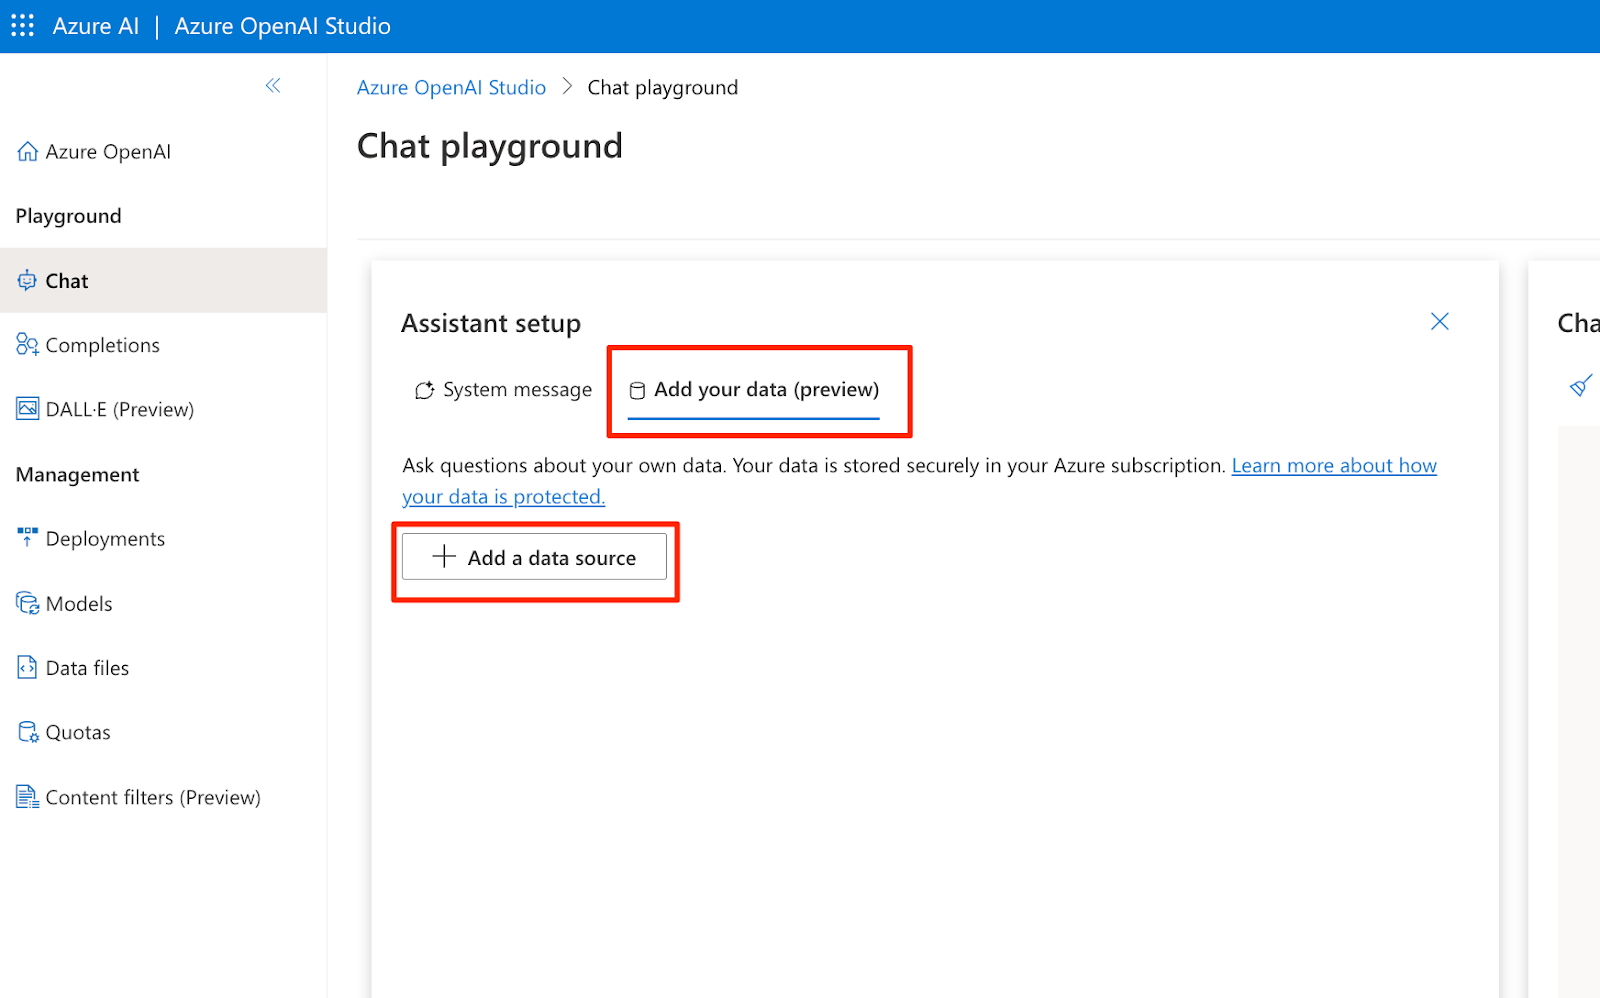 Azure AI | Azure OpenAI Studio
Azure OpenAI Studio > Chat playground
Azure OpenAI
Playground
Chat
Completions
DALL·E (Preview)
Management
Deployments
Models
Data files
Quotas
Content filters (Preview)
Chat playground
Assistant setup
System message
Add your data (preview)
Ask questions about your own data. Your data is stored securely in your Azure subscription. Learn more about how
your data is protected.
Add a data source
Cha